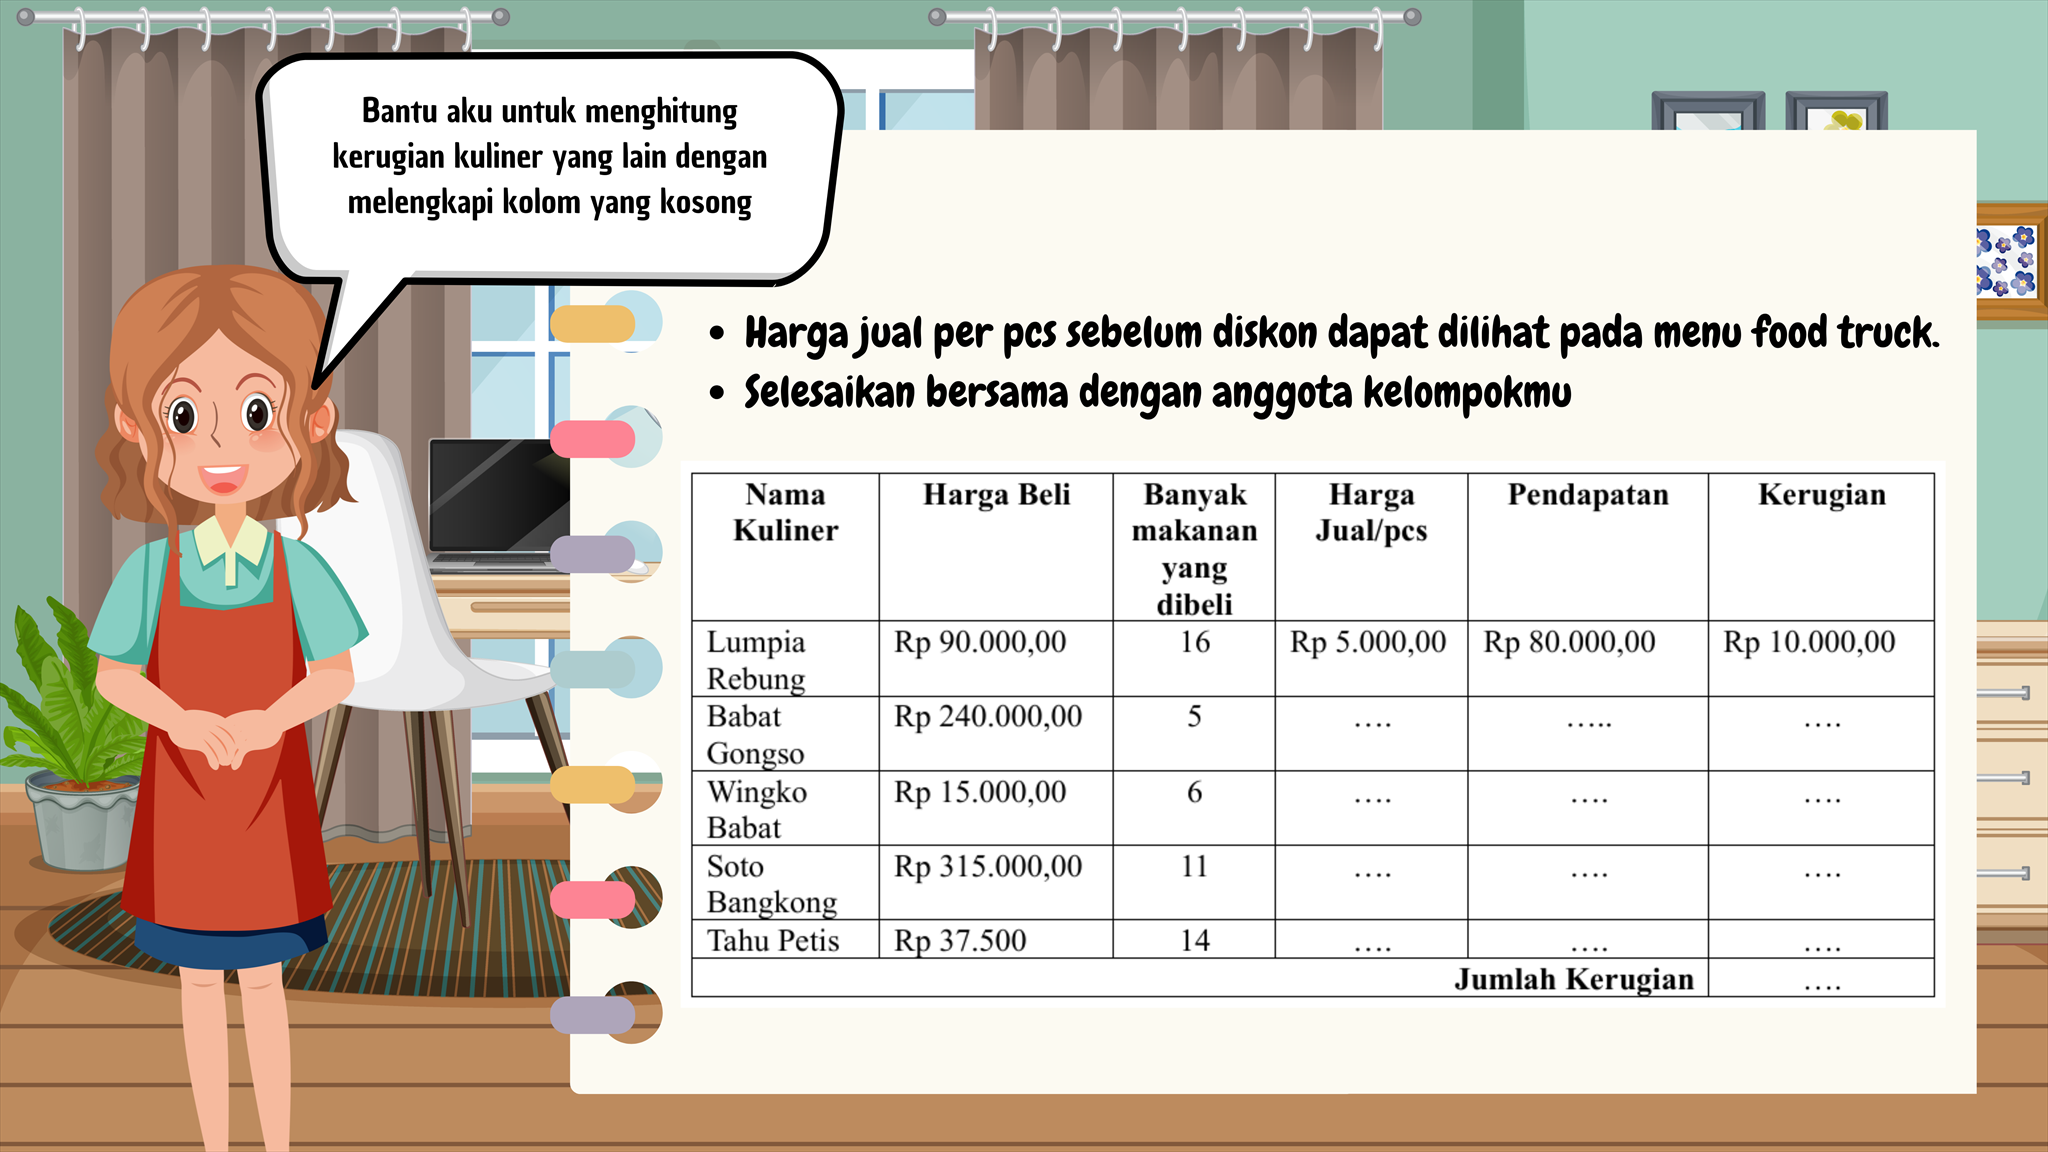 Bantu aku untuk menghitung
kerugian kuliner yang lain dengan
melengkapi kolom yang kosong
• Harga jual per pcs sebelum diskon dapat dilihat pada menu food truck.
• Selesaikan bersama dengan anggota kelompokmu
Nama Kuliner | Harga Beli | Banyak makanan yang dibeli | Harga Jual/pcs | Pendapatan | Kerugian
Lumpia Rebung | Rp 90.000,00 | 16 | Rp 5.000,00 | Rp 80.000,00 | Rp 10.000,00
Babat Gongso | Rp 240.000,00 | 5 | .... | ..... | ....
Wingko Babat | Rp 15.000,00 | 6 | .... | .... | ....
Soto Bangkong | Rp 315.000,00 | 11 | .... | .... | ....
Tahu Petis | Rp 37.500 | 14 | .... | .... | ....
Jumlah Kerugian | ....